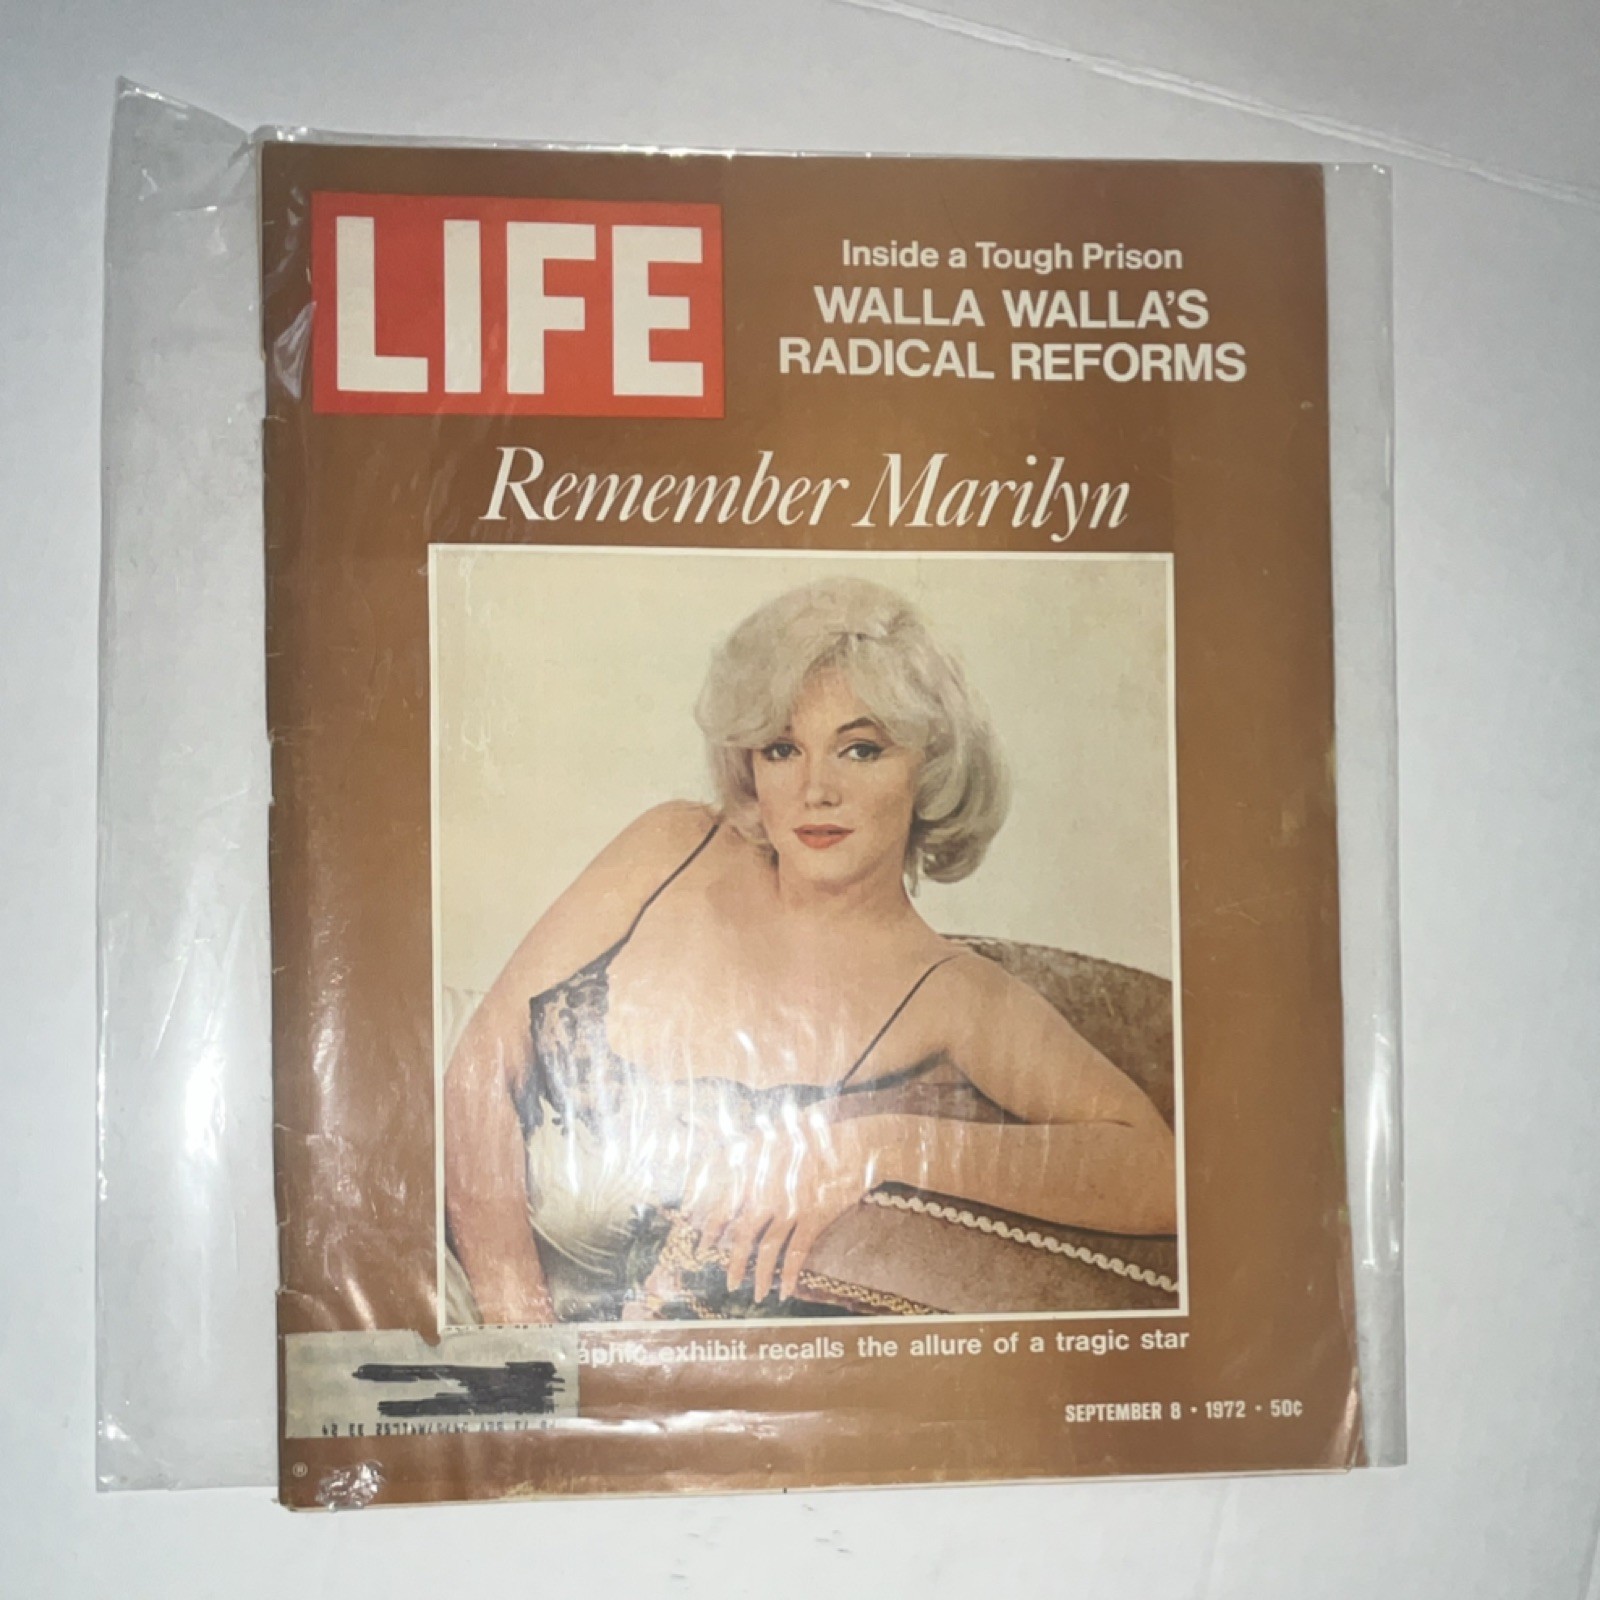 LIFE
Inside a Tough Prison
WALLA WALLA'S
RADICAL REFORMS
Remember Marilyn
aphic exhibit recalls the allure of a tragic star
SEPTEMBER 8 • 1972 • 50¢
®